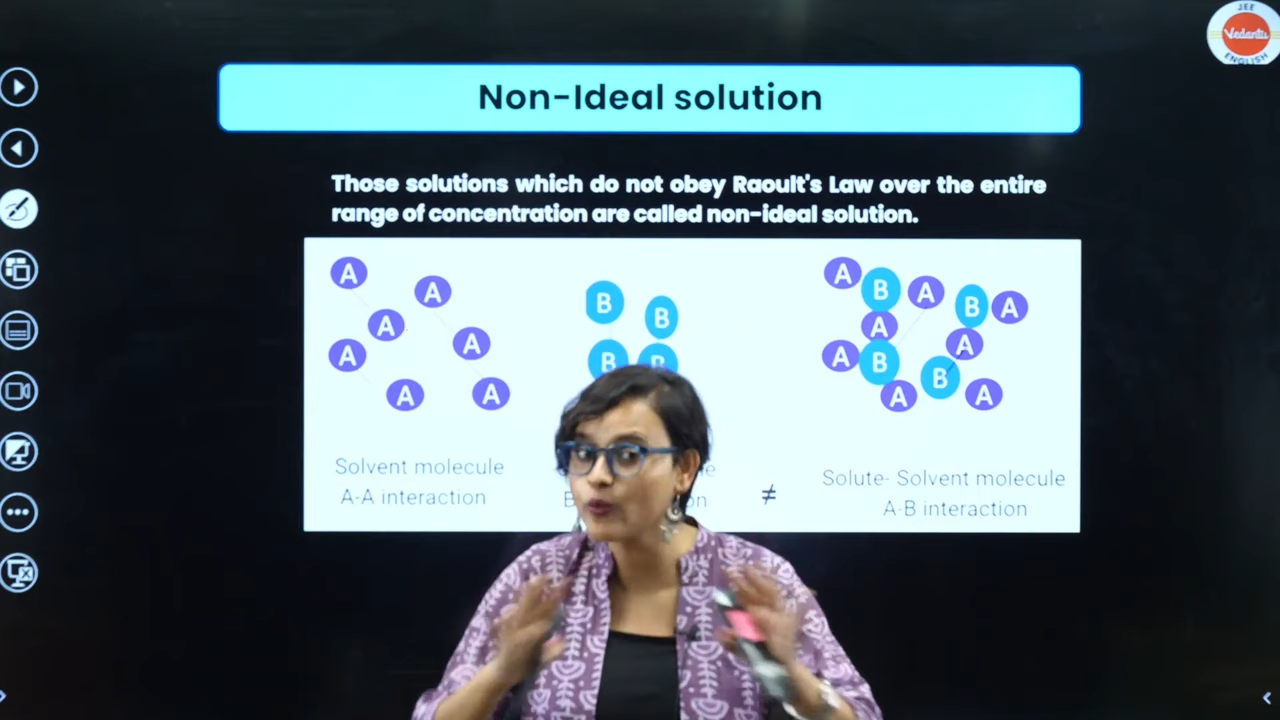 JEE
Vedantu
ENGLISH
Non-Ideal solution
Those solutions which do not obey Raoult's Law over the entire
range of concentration are called non-ideal solution.
A
A
A
A
A
A
A
B
B
B
B
A
B
A
B
A
A
A
A
B
B
A
A
Solvent molecule
A-A interaction
≠
Solute- Solvent molecule
A-B interaction